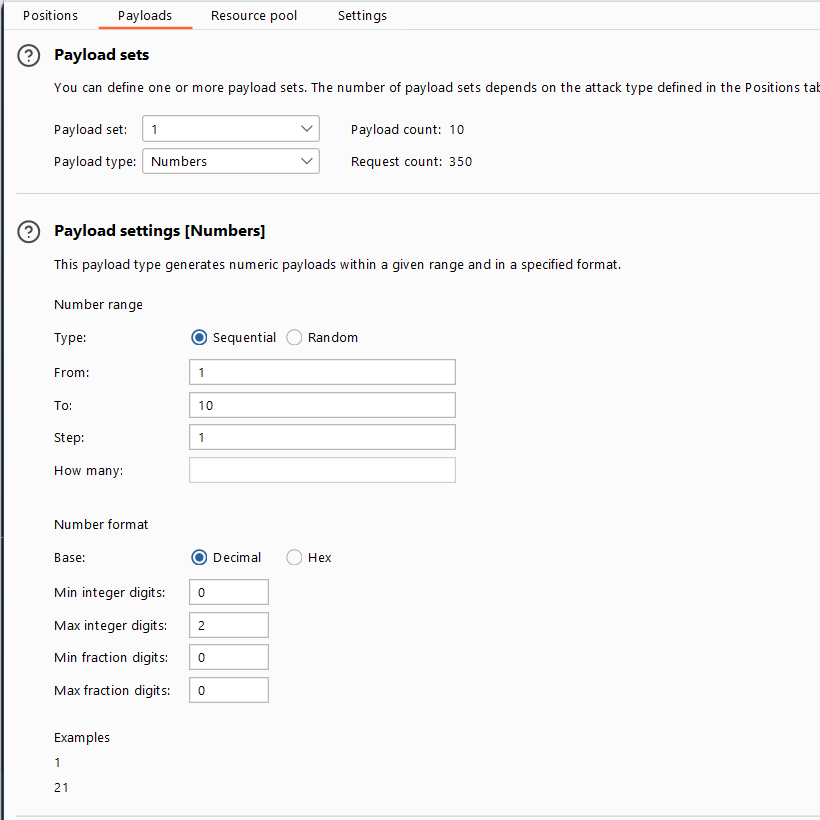 Positions Payloads Resource pool Settings
? Payload sets
You can define one or more payload sets. The number of payload sets depends on the attack type defined in the Positions tab
Payload set: 1 Payload count: 10
Payload type: Numbers Request count: 350
? Payload settings [Numbers]
This payload type generates numeric payloads within a given range and in a specified format.
Number range
Type: Sequential Random
From: 1
To: 10
Step: 1
How many:
Number format
Base: Decimal Hex
Min integer digits: 0
Max integer digits: 2
Min fraction digits: 0
Max fraction digits: 0
Examples
1
21